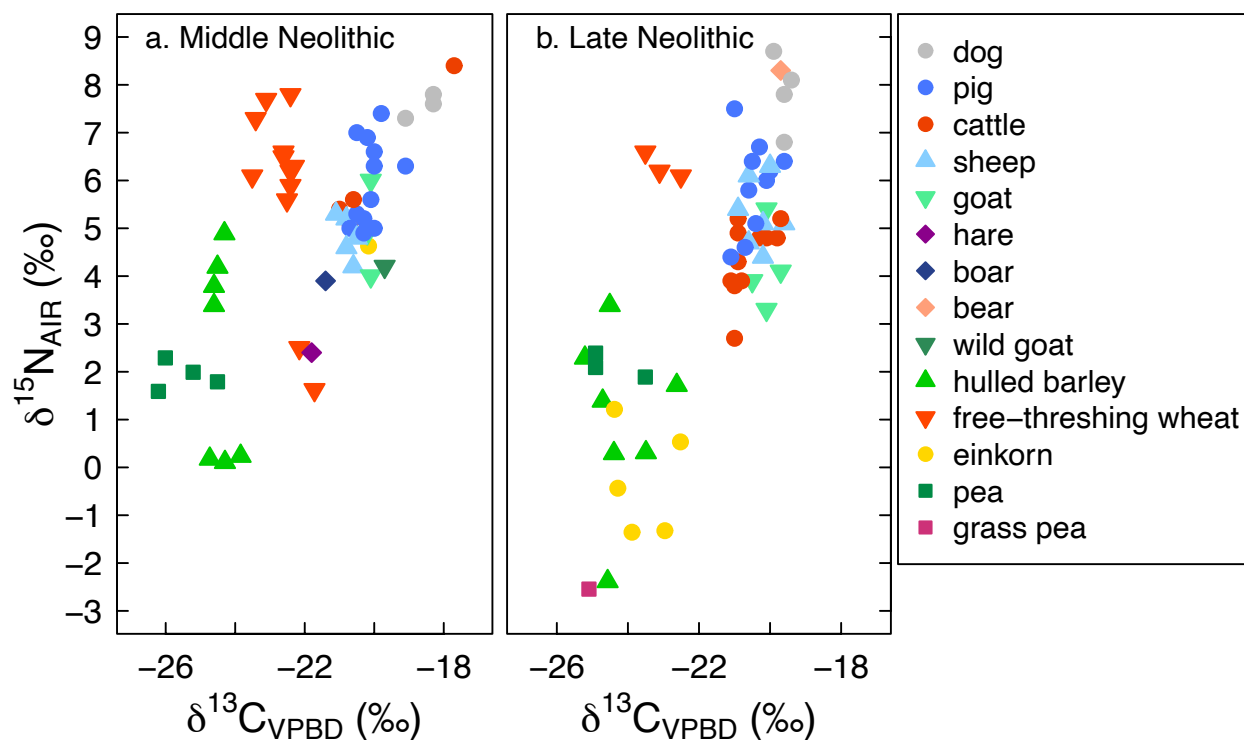 a. Middle Neolithic
b. Late Neolithic
9
8
7
6
5
4
3
2
1
0
−1
−2
−3
δ15NAIR (‰)
−26
−22
−18
−26
−22
−18
δ13CVPBD (‰)
δ13CVPBD (‰)
dog
pig
cattle
sheep
goat
hare
boar
bear
wild goat
hulled barley
free−threshing wheat
einkorn
pea
grass pea